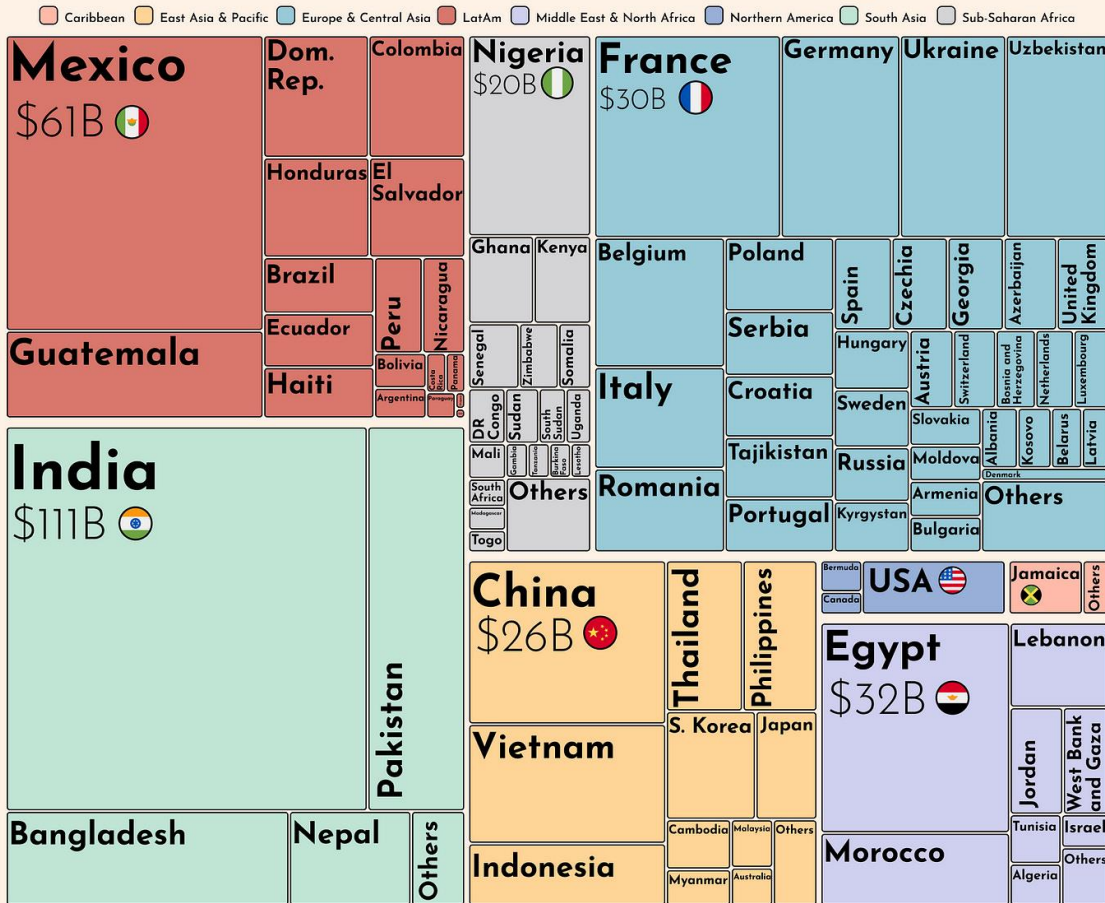 Caribbean
East Asia & Pacific
Europe & Central Asia
LatAm
Middle East & North Africa
Northern America
South Asia
Sub-Saharan Africa
Mexico
$61B
Guatemala
Dom.
Rep.
Colombia
Honduras
El
Salvador
Brazil
Ecuador
Haiti
Peru
Nicaragua
Bolivia
Costa
Rica
Panama
Argentina
Paraguay
Nigeria
$20B
Ghana
Kenya
Senegal
Zimbabwe
Somalia
DR
Congo
Sudan
South
Sudan
Uganda
Mali
Gambia
Tanzania
Burkina
Faso
Lesotho
South
Africa
Madagascar
Togo
Others
France
$30B
Germany
Ukraine
Uzbekistan
Belgium
Italy
Romania
Poland
Serbia
Croatia
Tajikistan
Portugal
Spain
Czechia
Georgia
Azerbaijan
United
Kingdom
Hungary
Sweden
Russia
Kyrgystan
Austria
Switzerland
Bosnia and
Herzegovina
Netherlands
Luxembourg
Slovakia
Moldova
Armenia
Bulgaria
Albania
Kosovo
Belarus
Latvia
Denmark
Others
India
$111B
Pakistan
Bangladesh
Nepal
Others
China
$26B
Vietnam
Indonesia
Thailand
Philippines
S. Korea
Japan
Cambodia
Malaysia
Others
Myanmar
Australia
Bermuda
Canada
USA
Jamaica
Others
Egypt
$32B
Morocco
Lebanon
Jordan
West Bank
and Gaza
Tunisia
Israel
Algeria
Others